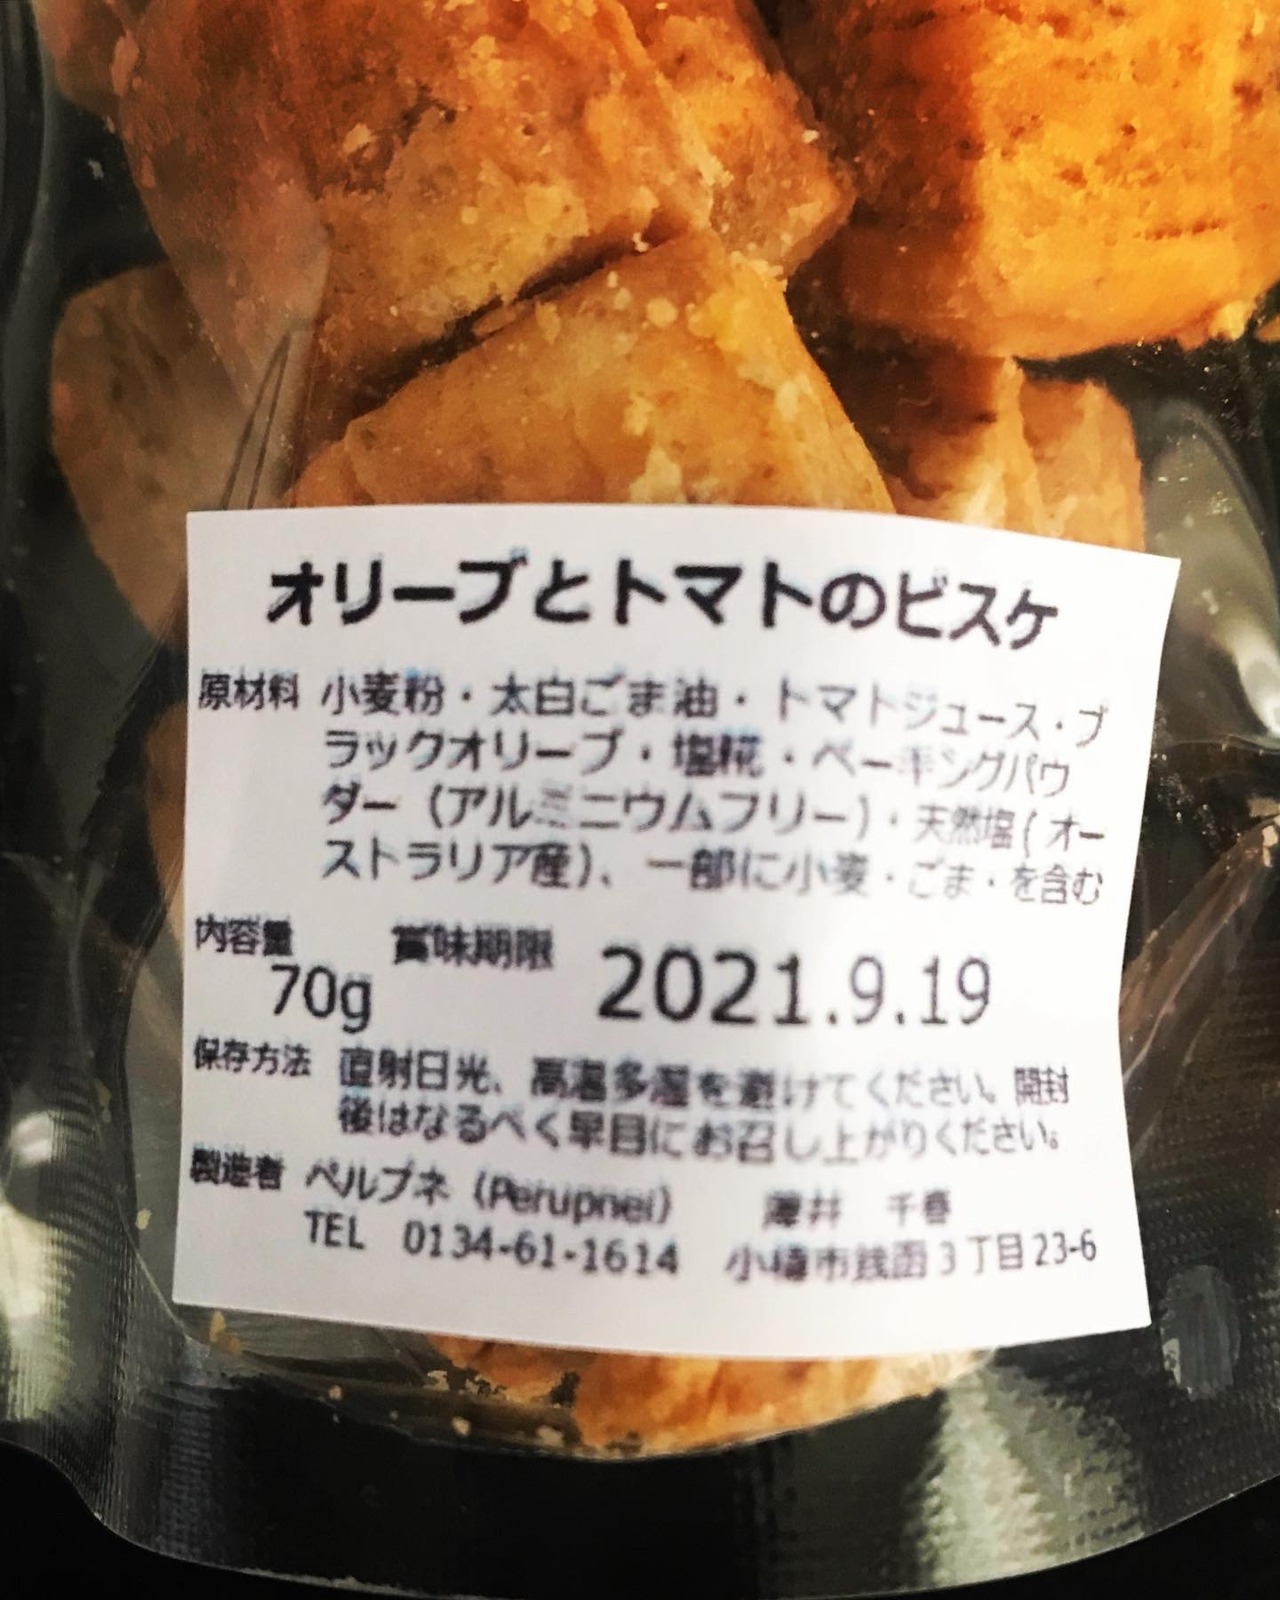 オリーブとトマトのビスケ
原材料 小麦粉・太白ごま油・トマトジュース・ブ
ラックオリーブ・塩糀・ベーキングパウ
ダー（アルミニウムフリー）・天然塩( オー
ストラリア産）、一部に小麦・ごま・を含む
内容量 賞味期限
70g 2021.9.19
保存方法 直射日光、高温多湿を避けてください。開封
後はなるべく早目にお召し上がりください。
製造者 ペルプネ（Perupnei） 薄井 千春
TEL 0134-61-1614 小樽市銭函３丁目23-6